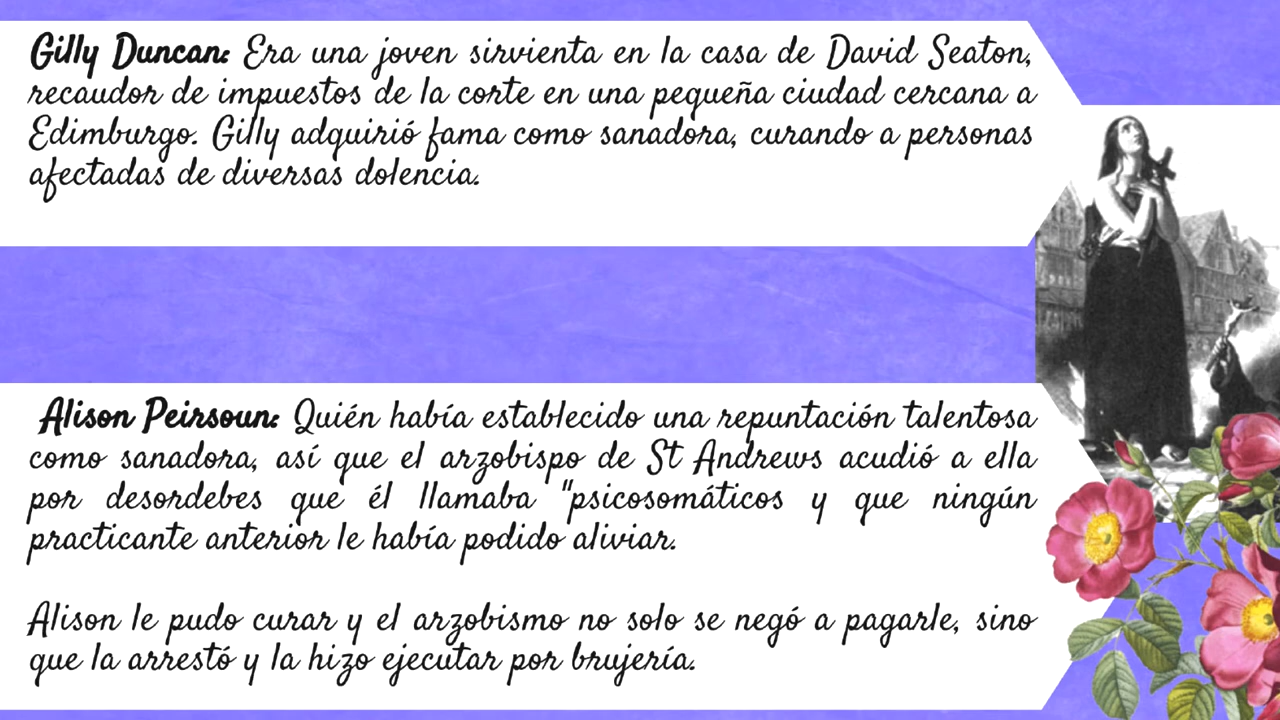 Gilly Duncan: Era una joven sirvienta en la casa de David Seaton,
recaudor de impuestos de la corte en una pequeña ciudad cercana a
Edimburgo. Gilly adquirió fama como sanadora, curando a personas
afectadas de diversas dolencia.
Alison Peirsoun: Quién había establecido una repuntación talentosa
como sanadora, así que el arzobispo de St Andrews acudió a ella
por desordebes que él llamaba "psicosomáticos y que ningún
practicante anterior le había podido aliviar.
Alison le pudo curar y el arzobismo no solo se negó a pagarle, sino
que la arrestó y la hizo ejecutar por brujería.